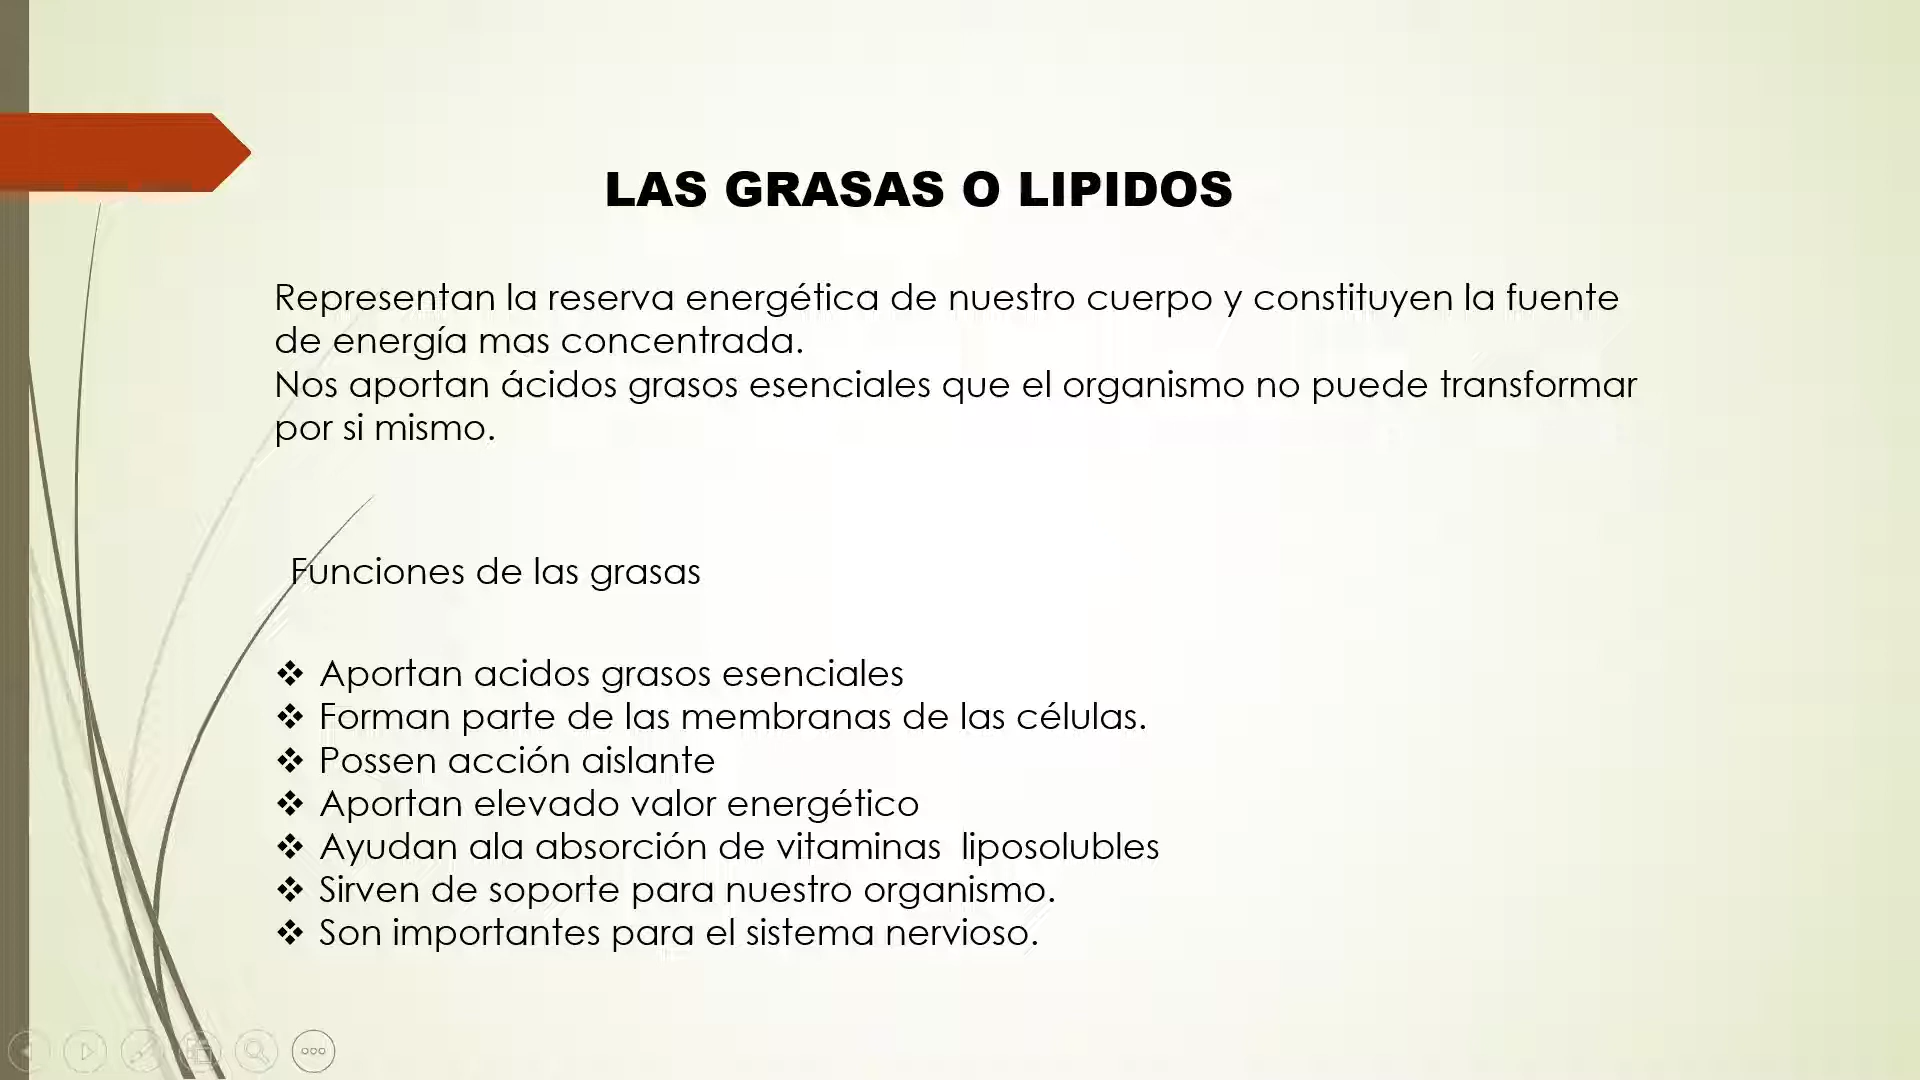 LAS GRASAS O LIPIDOS
Representan la reserva energética de nuestro cuerpo y constituyen la fuente
de energía mas concentrada.
Nos aportan ácidos grasos esenciales que el organismo no puede transformar
por si mismo.
Funciones de las grasas
❖ Aportan acidos grasos esenciales
❖ Forman parte de las membranas de las células.
❖ Possen acción aislante
❖ Aportan elevado valor energético
❖ Ayudan ala absorción de vitaminas  liposolubles
❖ Sirven de soporte para nuestro organismo.
❖ Son importantes para el sistema nervioso.